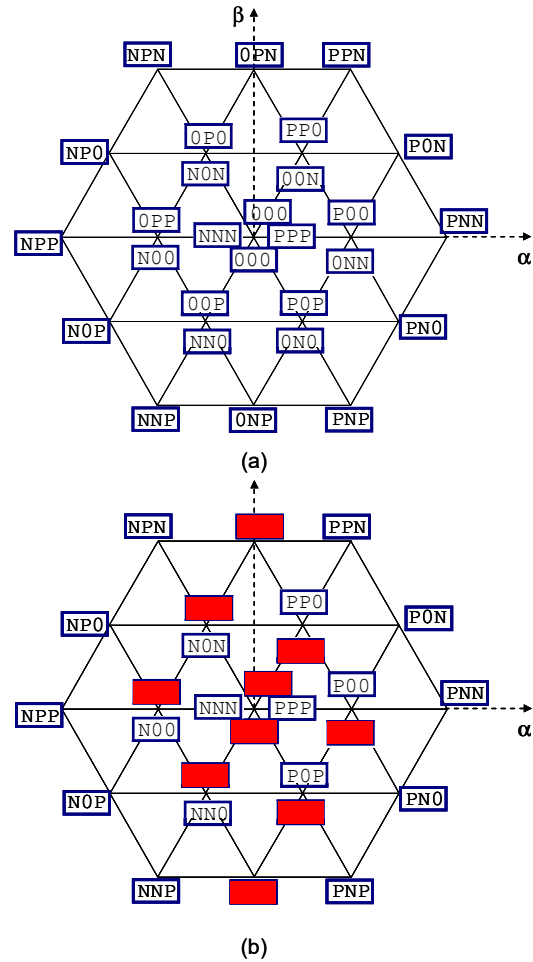 β
NPN 0PN PPN
0P0 PP0 P0N
NP0 N0N 00N
0PP 000 P00 PNN
NPP NNN PPP
N00 000 0NN α
00P P0P
N0P NN0 0N0 PN0
NNP 0NP PNP
(a)
NPN PPN
PP0 P0N
NP0 N0N
P00 PNN
NPP NNN PPP
N00 α
P0P
N0P NN0 PN0
NNP PNP
(b)